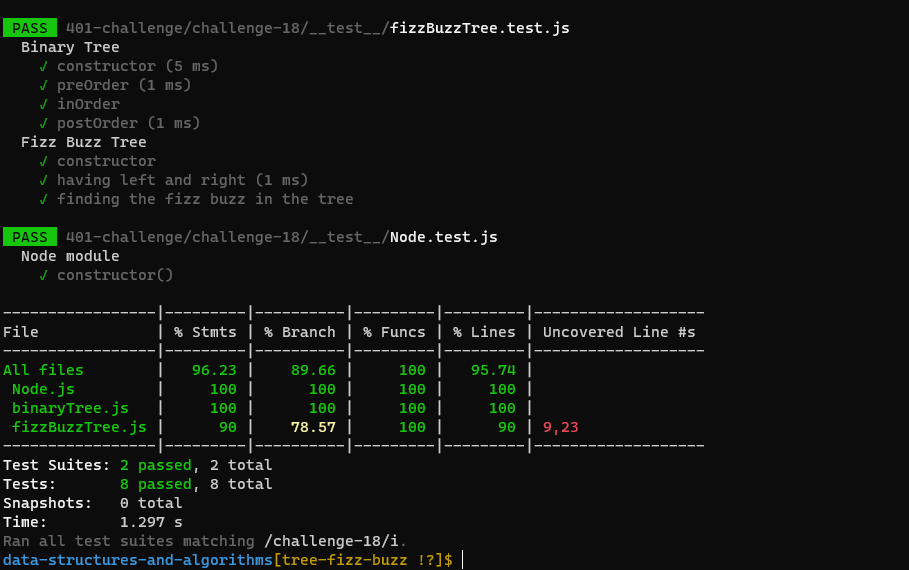 PASS 401-challenge/challenge-18/__test__/fizzBuzzTree.test.js
  Binary Tree
    √ constructor (5 ms)
    √ preOrder (1 ms)
    √ inOrder
    √ postOrder (1 ms)
  Fizz Buzz Tree
    √ constructor
    √ having left and right (1 ms)
    √ finding the fizz buzz in the tree
PASS 401-challenge/challenge-18/__test__/Node.test.js
  Node module
    √ constructor()
-----------------|---------|----------|---------|---------|-------------------
File             | % Stmts | % Branch | % Funcs | % Lines | Uncovered Line #s
-----------------|---------|----------|---------|---------|-------------------
All files        |   96.23 |    89.66 |     100 |   95.74 |
 Node.js         |     100 |      100 |     100 |     100 |
 binaryTree.js   |     100 |      100 |     100 |     100 |
 fizzBuzzTree.js |      90 |    78.57 |     100 |      90 | 9,23
-----------------|---------|----------|---------|---------|-------------------
Test Suites: 2 passed, 2 total
Tests:       8 passed, 8 total
Snapshots:   0 total
Time:        1.297 s
Ran all test suites matching /challenge-18/i.
data-structures-and-algorithms[tree-fizz-buzz !?]$